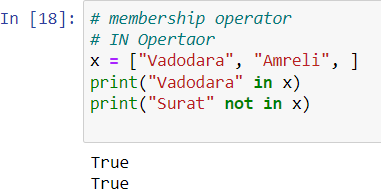 In [18]: # membership operator
# IN Opertaor
x = ["Vadodara", "Amreli", ]
print("Vadodara" in x)
print("Surat" not in x)
True
True